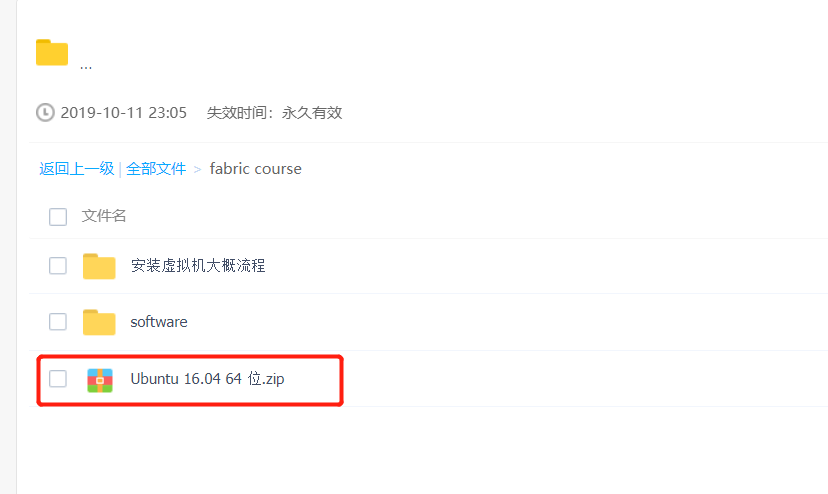 ...
2019-10-11 23:05 失效时间：永久有效
返回上一级 | 全部文件 > fabric course
文件名
安装虚拟机大概流程
software
Ubuntu 16.04 64 位.zip